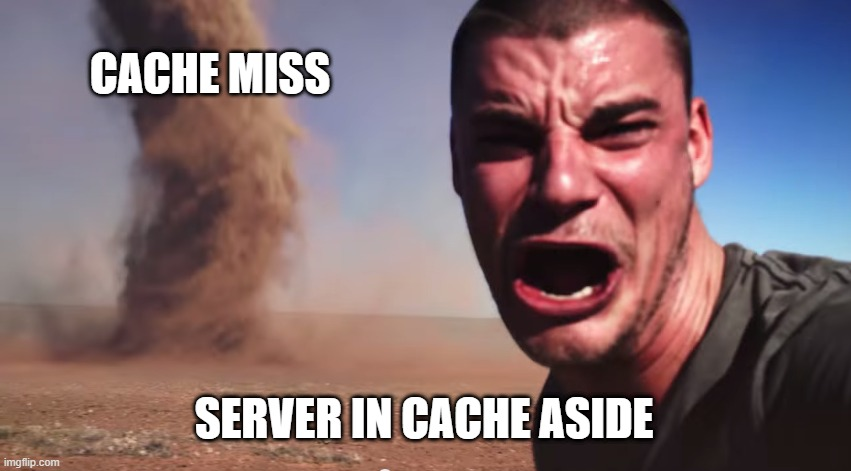 CACHE MISS
SERVER IN CACHE ASIDE
imgflip.com